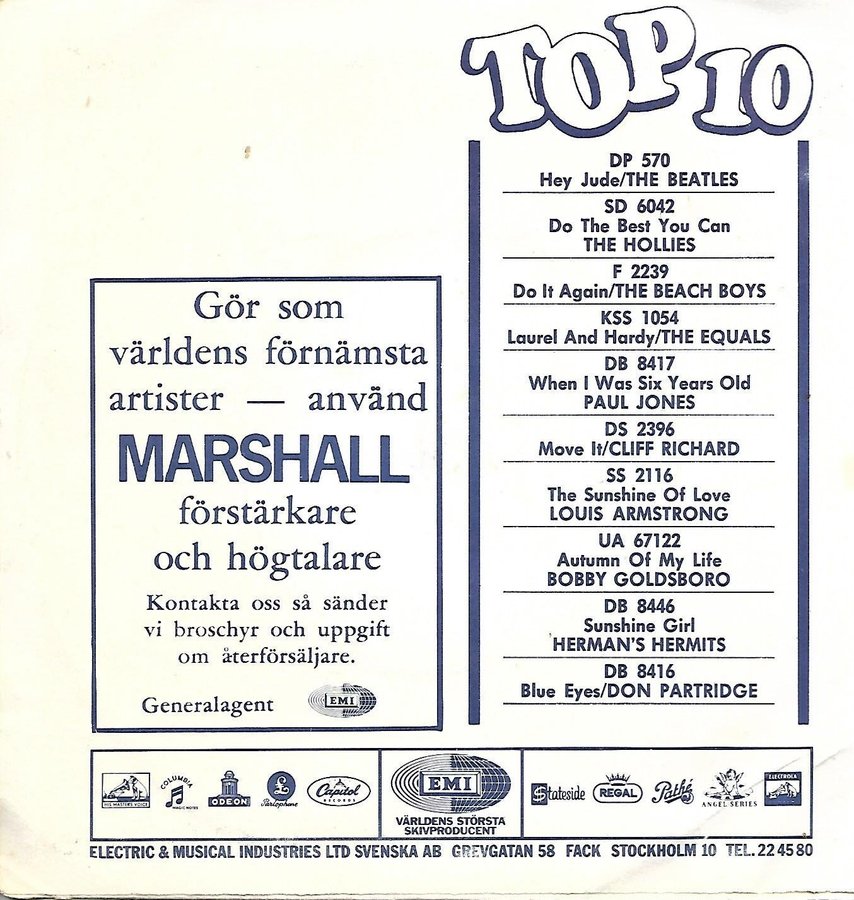 TOP 10
DP 570
Hey Jude/THE BEATLES
SD 6042
Do The Best You Can
THE HOLLIES
F 2239
Do It Again/THE BEACH BOYS
KSS 1054
Laurel And Hardy/THE EQUALS
DB 8417
When I Was Six Years Old
PAUL JONES
DS 2396
Move It/CLIFF RICHARD
SS 2116
The Sunshine Of Love
LOUIS ARMSTRONG
UA 67122
Autumn Of My Life
BOBBY GOLDSBORO
DB 8446
Sunshine Girl
HERMAN'S HERMITS
DB 8416
Blue Eyes/DON PARTRIDGE
Gör som
världens förnämsta
artister — använd
MARSHALL
förstärkare
och högtalare
Kontakta oss så sänder
vi broschyr och uppgift
om återförsäljare.
Generalagent EMI
HIS MASTER'S VOICE
COLUMBIA
MAGIC NOTES
ODEON
£
Parlophone
Capitol
RECORDS
EMI
VÄRLDENS STÖRSTA
SKIVPRODUCENT
Stateside
REGAL
Pathé
ANGEL SERIES
ELECTROLA
ELECTRIC & MUSICAL INDUSTRIES LTD SVENSKA AB GREVGATAN 58 FACK STOCKHOLM 10 TEL. 22 45 80